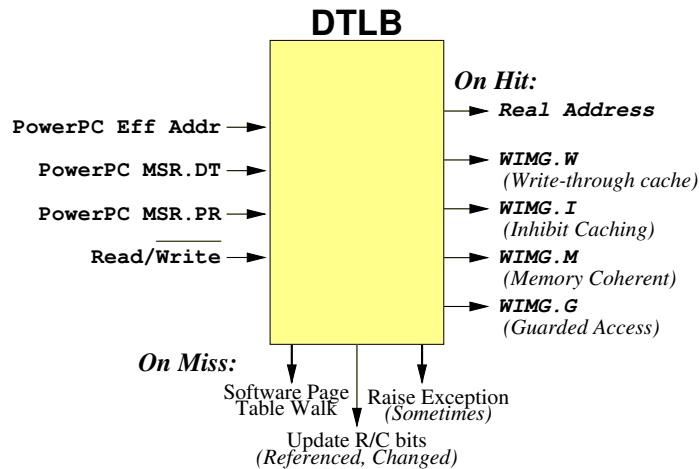 DTLB
On Hit:
PowerPC Eff Addr
PowerPC MSR.DT
PowerPC MSR.PR
Read/Write
Real Address
WIMG.W
(Write-through cache)
WIMG.I
(Inhibit Caching)
WIMG.M
(Memory Coherent)
WIMG.G
(Guarded Access)
On Miss:
Software Page
Table Walk
Update R/C bits
(Referenced, Changed)
Raise Exception
(Sometimes)